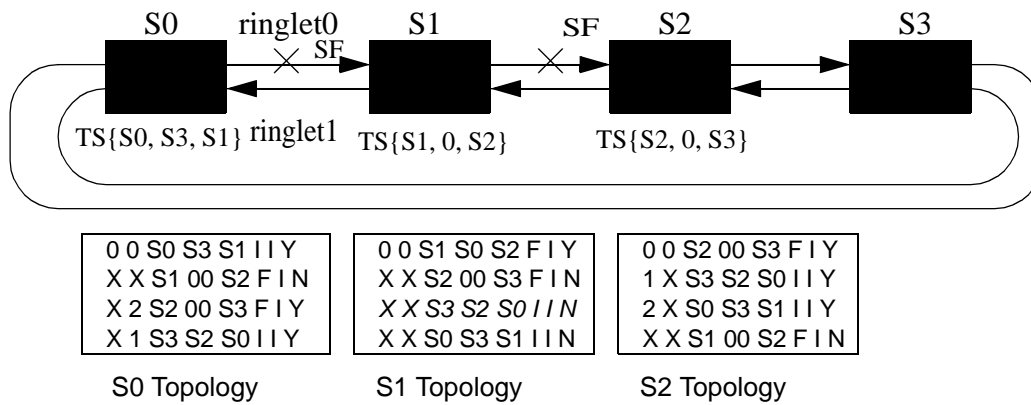 S0 ringlet0 S1 SF S2 S3
SF
TS{S0, S3, S1} ringlet1 TS{S1, 0, S2} TS{S2, 0, S3}
0 0 S0 S3 S1 I I Y
X X S1 00 S2 F I N
X 2 S2 00 S3 F I Y
X 1 S3 S2 S0 I I Y
S0 Topology
0 0 S1 S0 S2 F I Y
X X S2 00 S3 F I N
X X S3 S2 S0 I I N
X X S0 S3 S1 I I N
S1 Topology
0 0 S2 00 S3 F I Y
1 X S3 S2 S0 I I Y
2 X S0 S3 S1 I I Y
X X S1 00 S2 F I N
S2 Topology